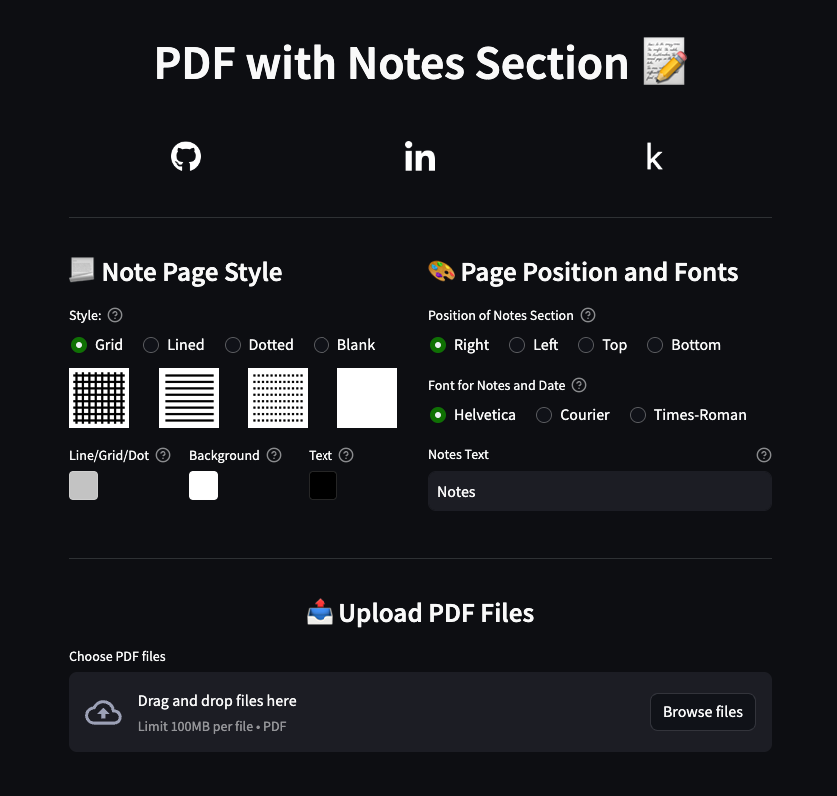 PDF with Notes Section
in
k
Note Page Style
Style:
Grid Lined Dotted Blank
Line/Grid/Dot Background Text
Page Position and Fonts
Position of Notes Section
Right Left Top Bottom
Font for Notes and Date
Helvetica Courier Times-Roman
Notes Text
Notes
Upload PDF Files
Choose PDF files
Drag and drop files here
Limit 100MB per file • PDF
Browse files